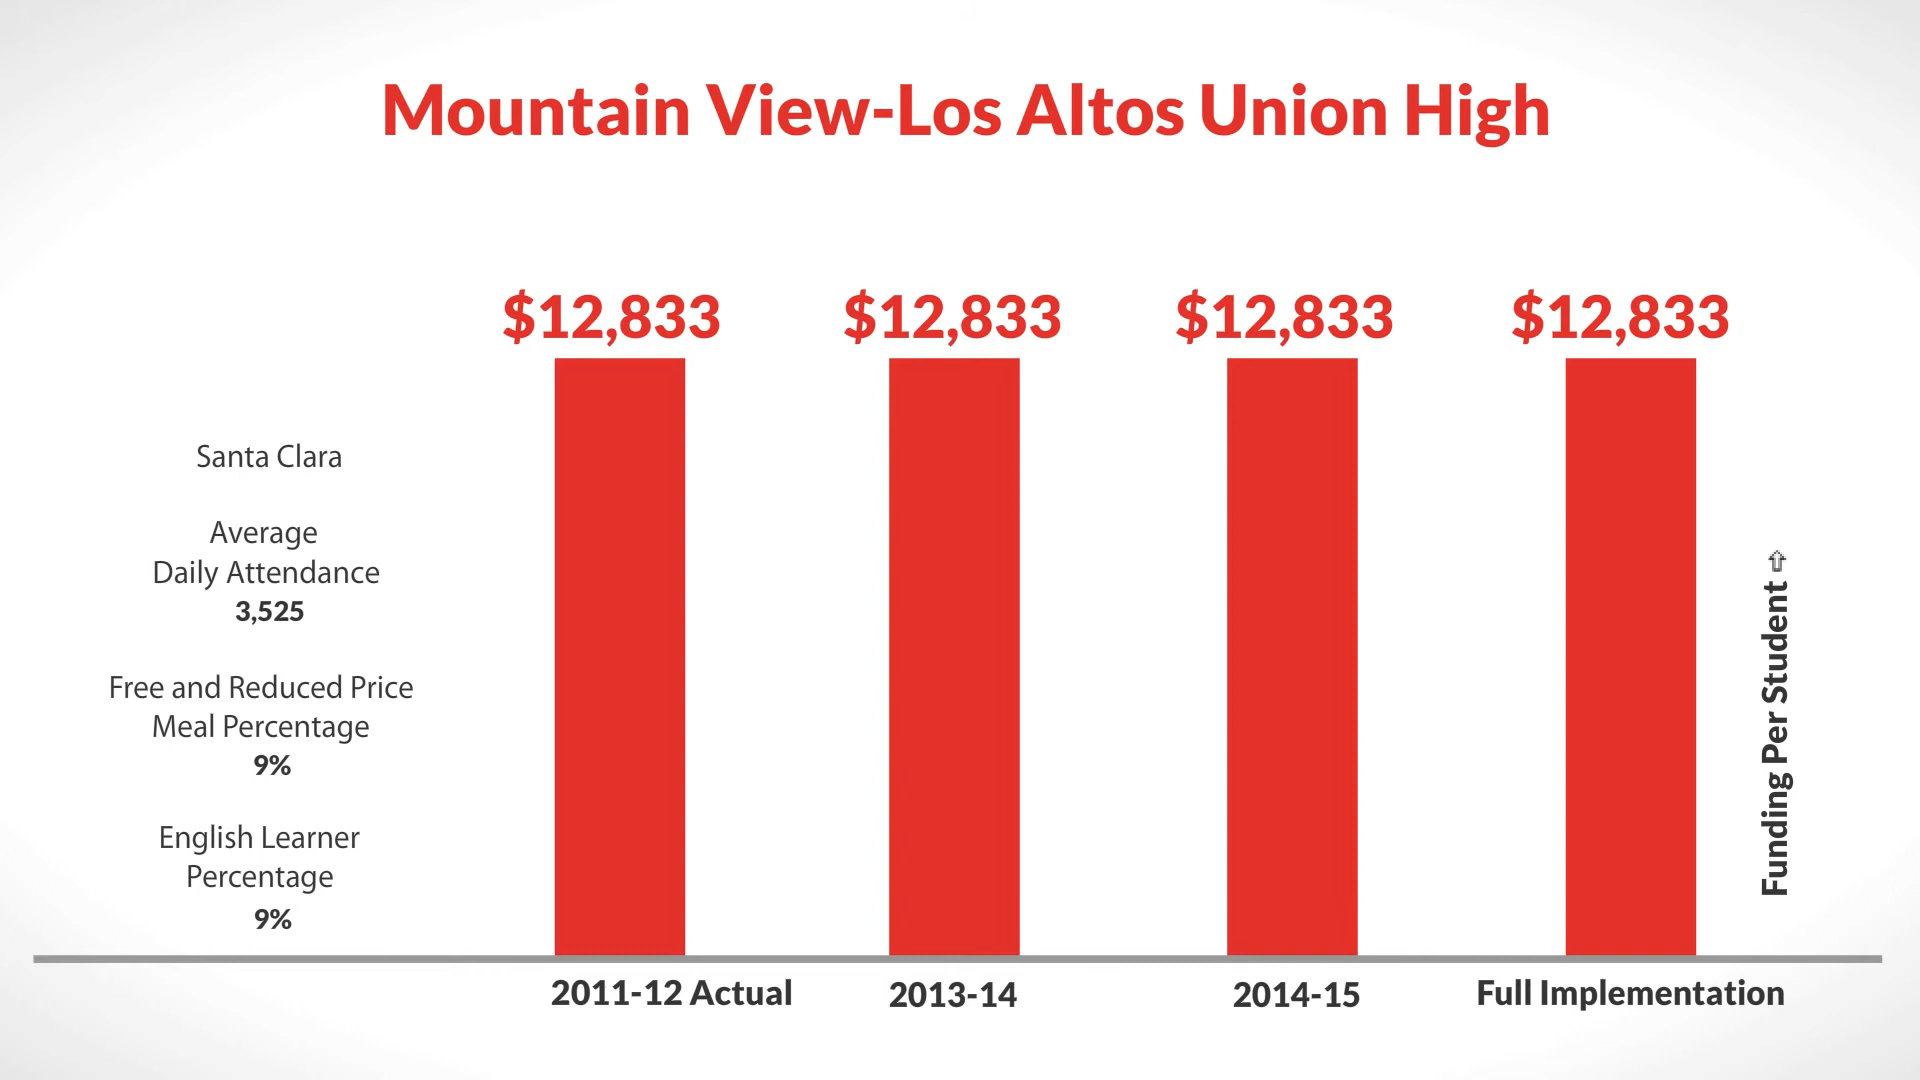 Mountain View-Los Altos Union High
$12,833
$12,833
$12,833
$12,833
Santa Clara
Average
Daily Attendance
3,525
Free and Reduced Price
Meal Percentage
9%
English Learner
Percentage
9%
Funding Per Student ⇧
2011-12 Actual
2013-14
2014-15
Full Implementation